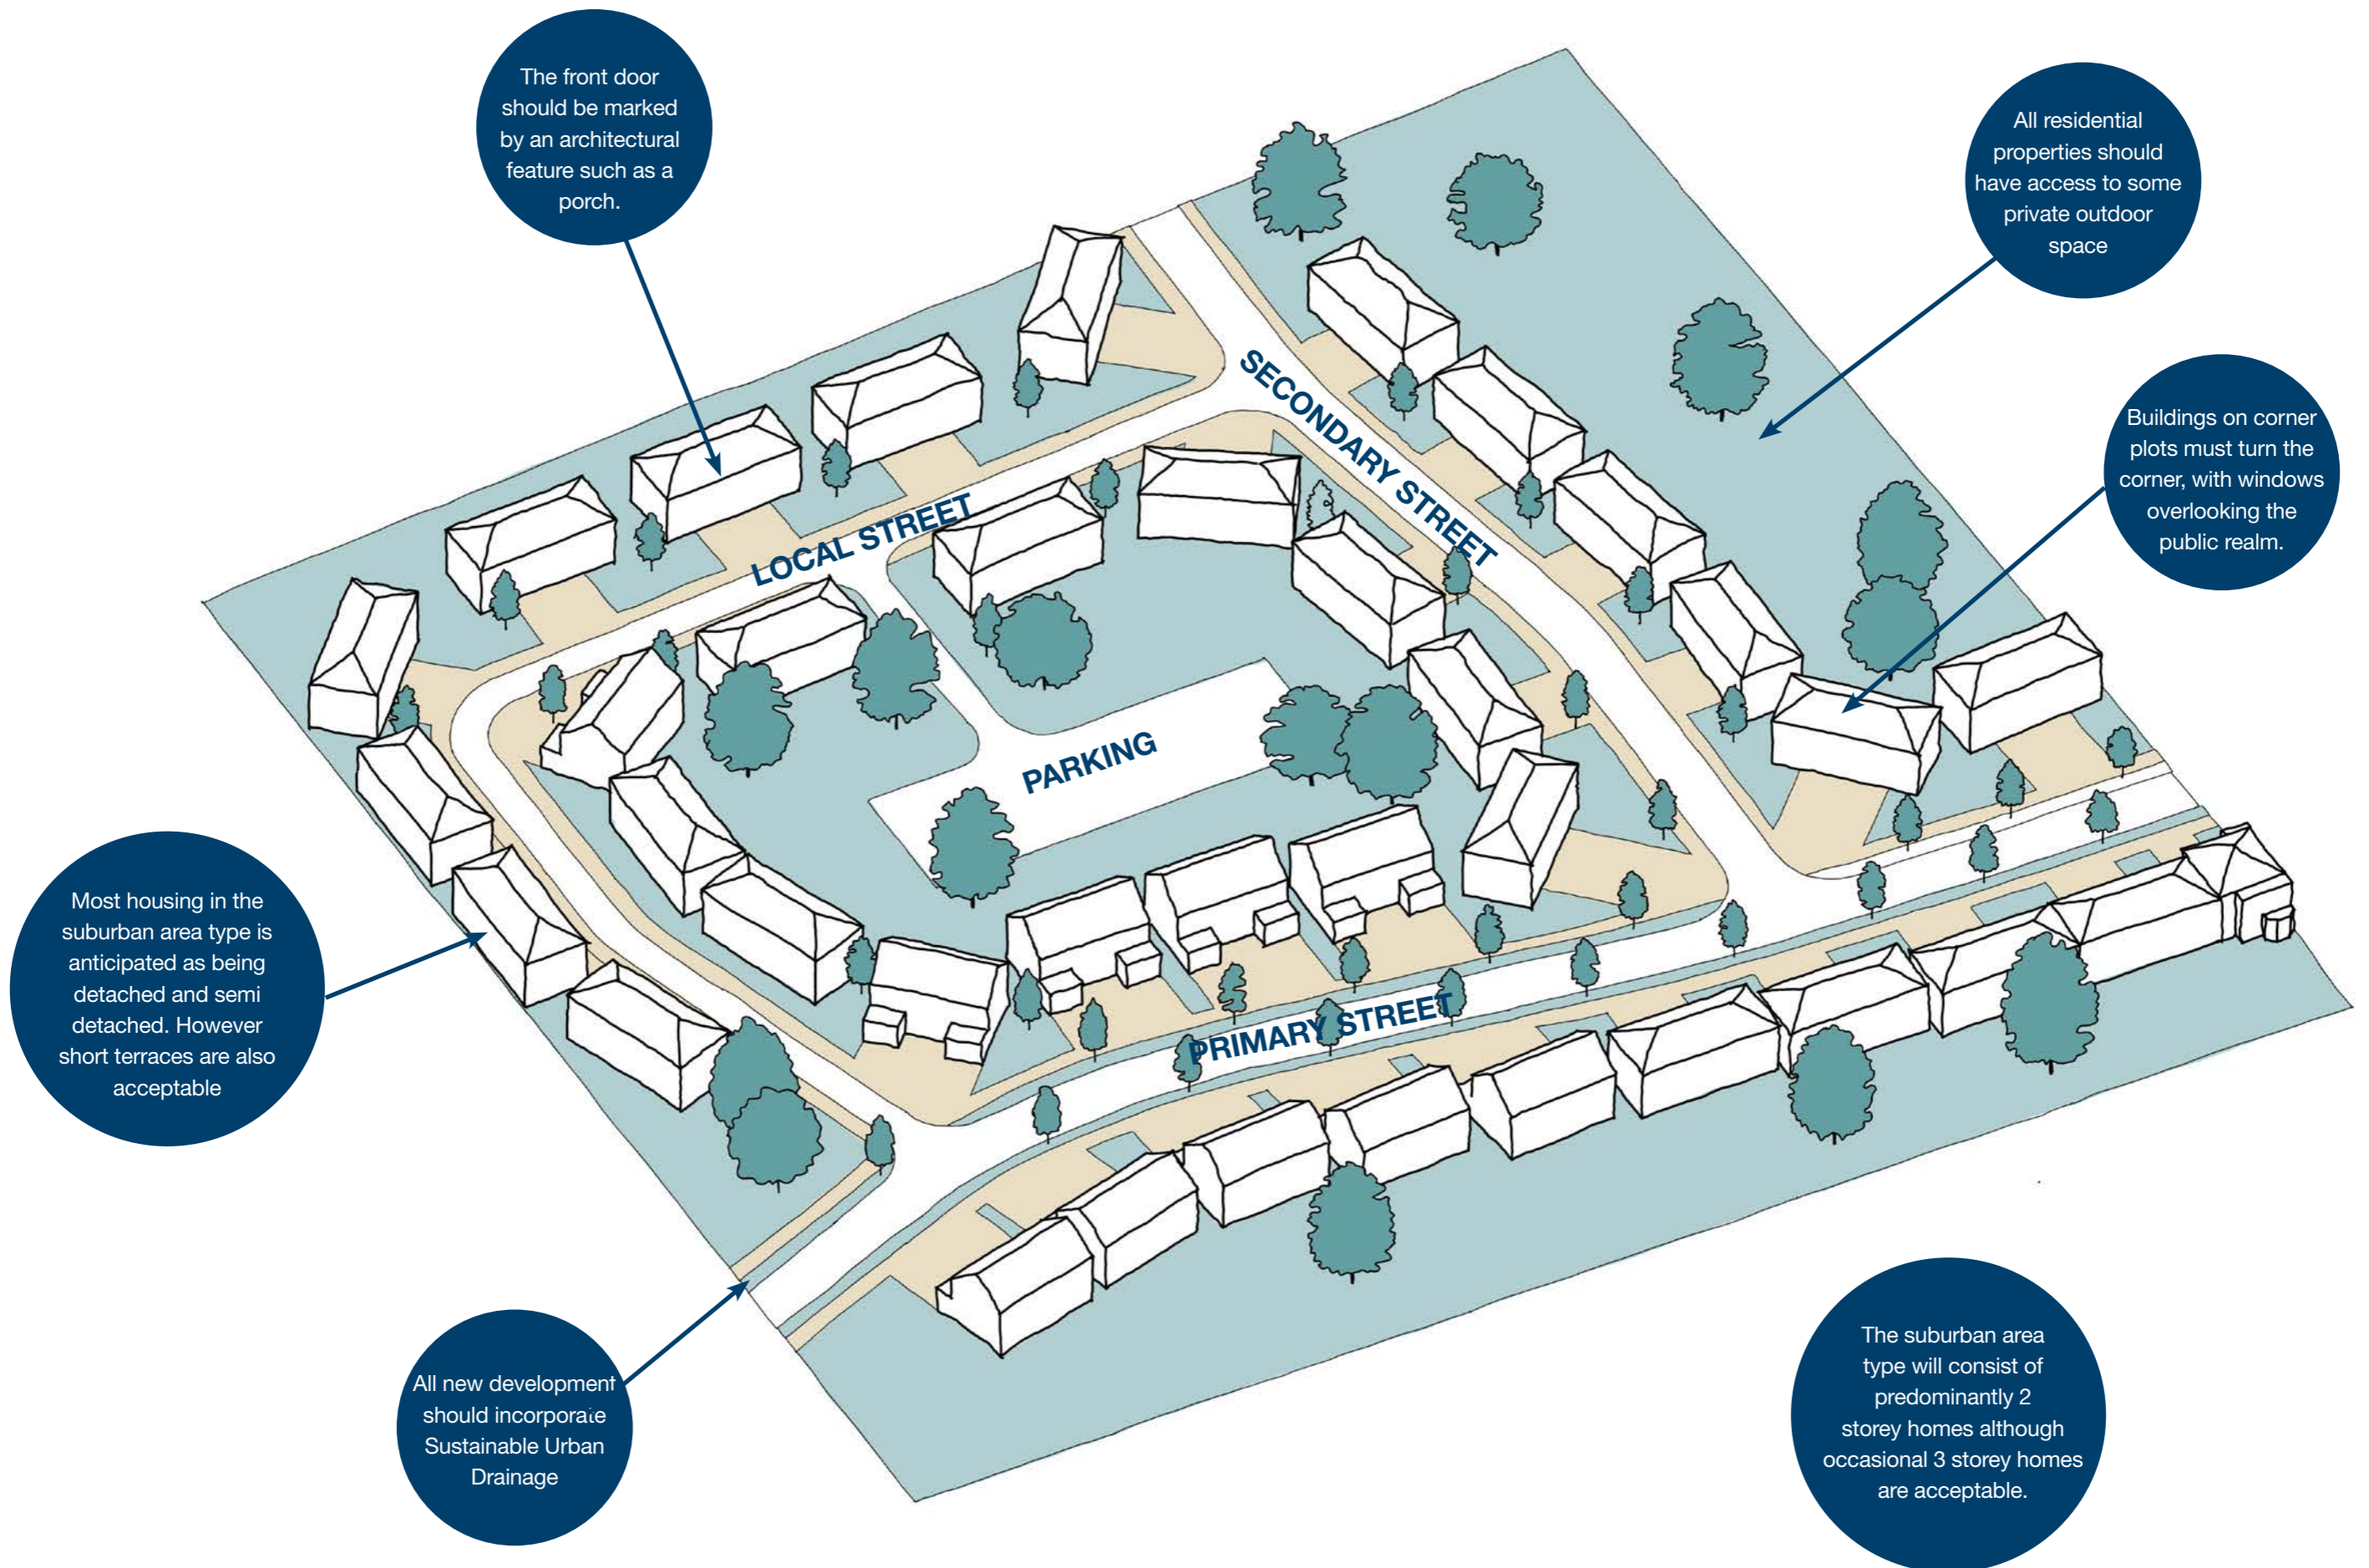 The front door
should be marked
by an architectural
feature such as a
porch.
All residential
properties should
have access to some
private outdoor
space
Buildings on corner
plots must turn the
corner, with windows
overlooking the
public realm.
SECONDARY STREET
LOCAL STREET
PARKING
PRIMARY STREET
Most housing in the
suburban area type is
anticipated as being
detached and semi
detached. However
short terraces are also
acceptable
All new development
should incorporate
Sustainable Urban
Drainage
The suburban area
type will consist of
predominantly 2
storey homes although
occasional 3 storey homes
are acceptable.